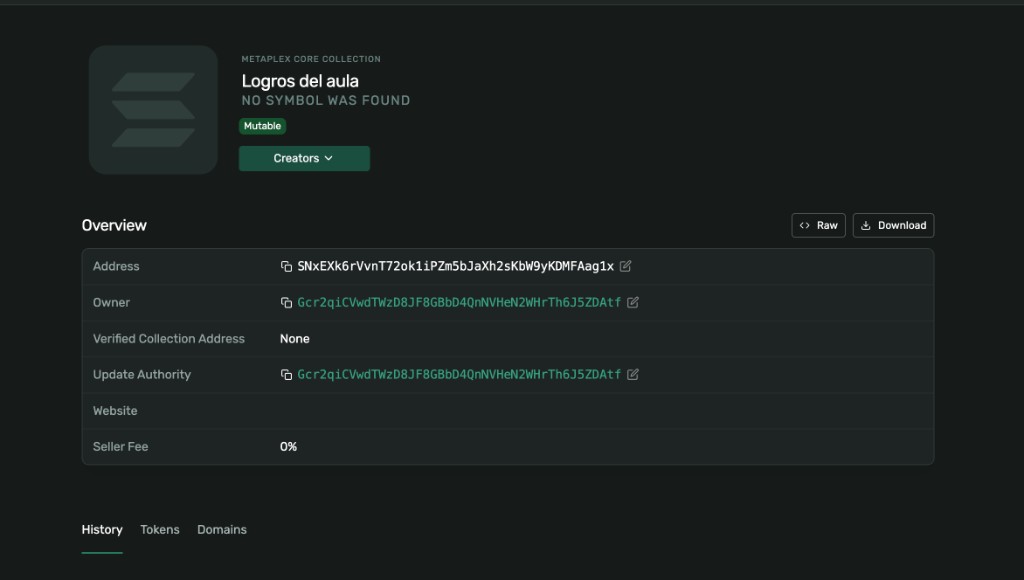 METAPLEX CORE COLLECTION
Logros del aula
NO SYMBOL WAS FOUND
Mutable
Creators
Overview
Raw
Download
Address SNxEXk6rVvnT72ok1iPZm5bJaXh2sKbW9yKDMFAag1x
Owner Gcr2qiCVwdTWzD8JF8GBbD4QnNVHeN2WHrTh6J5ZDAtf
Verified Collection Address None
Update Authority Gcr2qiCVwdTWzD8JF8GBbD4QnNVHeN2WHrTh6J5ZDAtf
Website
Seller Fee 0%
History Tokens Domains